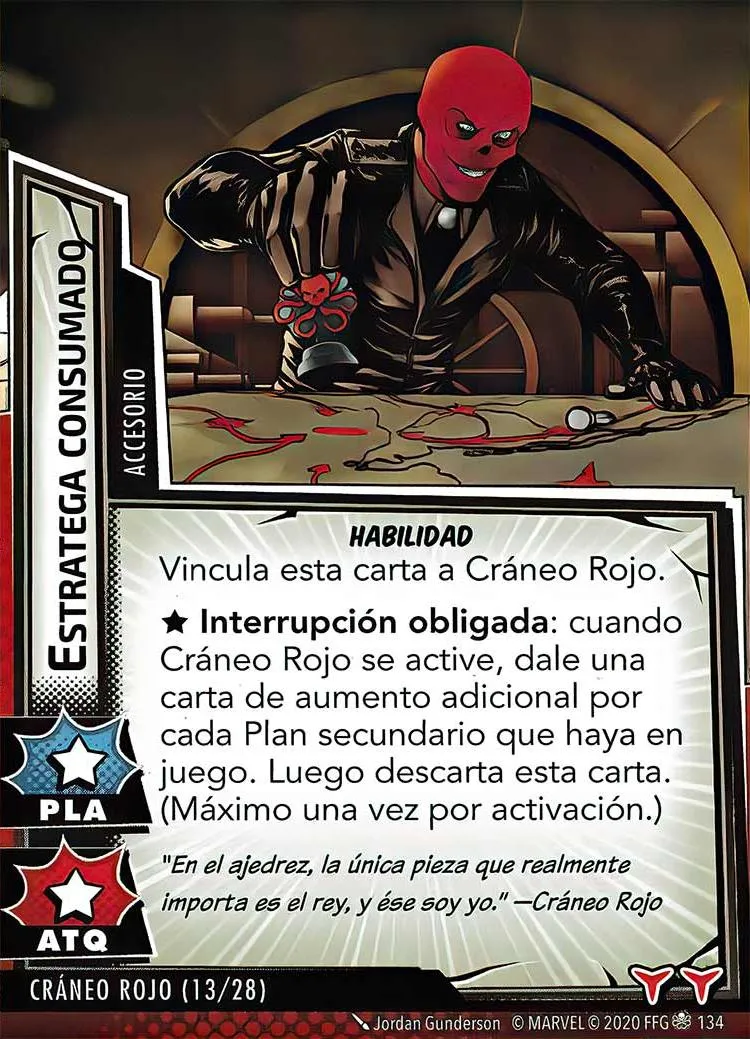 ESTRATEGA CONSUMADO
ACCESORIO
HABILIDAD
Vincula esta carta a Cráneo Rojo.
★ Interrupción obligada: cuando
Cráneo Rojo se active, dale una
carta de aumento adicional por
cada Plan secundario que haya en
juego. Luego descarta esta carta.
(Máximo una vez por activación.)
"En el ajedrez, la única pieza que realmente
importa es el rey, y ése soy yo." —Cráneo Rojo
PLA
ATQ
CRÁNEO ROJO (13/28)
Jordan Gunderson © MARVEL © 2020 FFG 134